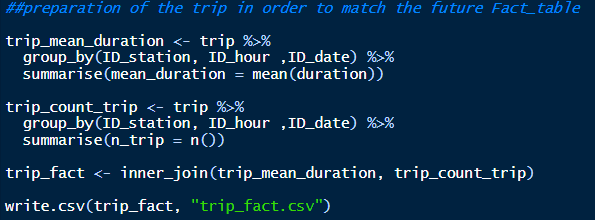 ##preparation of the trip in order to match the future Fact_table
trip_mean_duration <- trip %>%
group_by(ID_station, ID_hour ,ID_date) %>%
summarise(mean_duration = mean(duration))
trip_count_trip <- trip %>%
group_by(ID_station, ID_hour ,ID_date) %>%
summarise(n_trip = n())
trip_fact <- inner_join(trip_mean_duration, trip_count_trip)
write.csv(trip_fact, "trip_fact.csv")